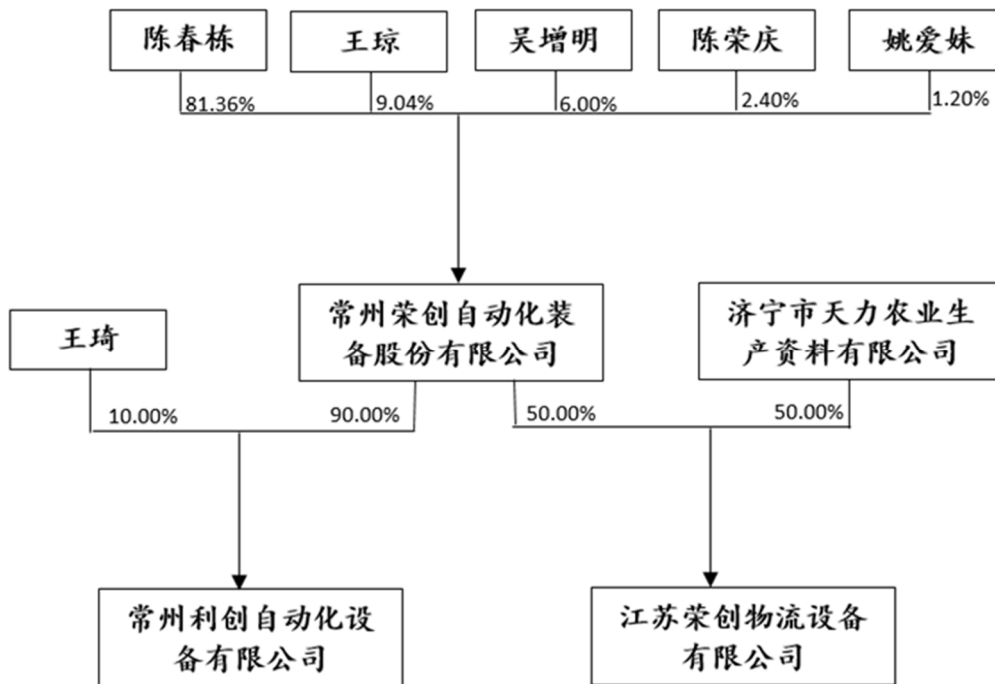 陈春栋
王琼
吴增明
陈荣庆
姚爱妹
81.36%
9.04%
6.00%
2.40%
1.20%
王琦
常州荣创自动化装
备股份有限公司
济宁市天力农业生
产资料有限公司
10.00%
90.00%
50.00%
50.00%
常州利创自动化设
备有限公司
江苏荣创物流设备
有限公司